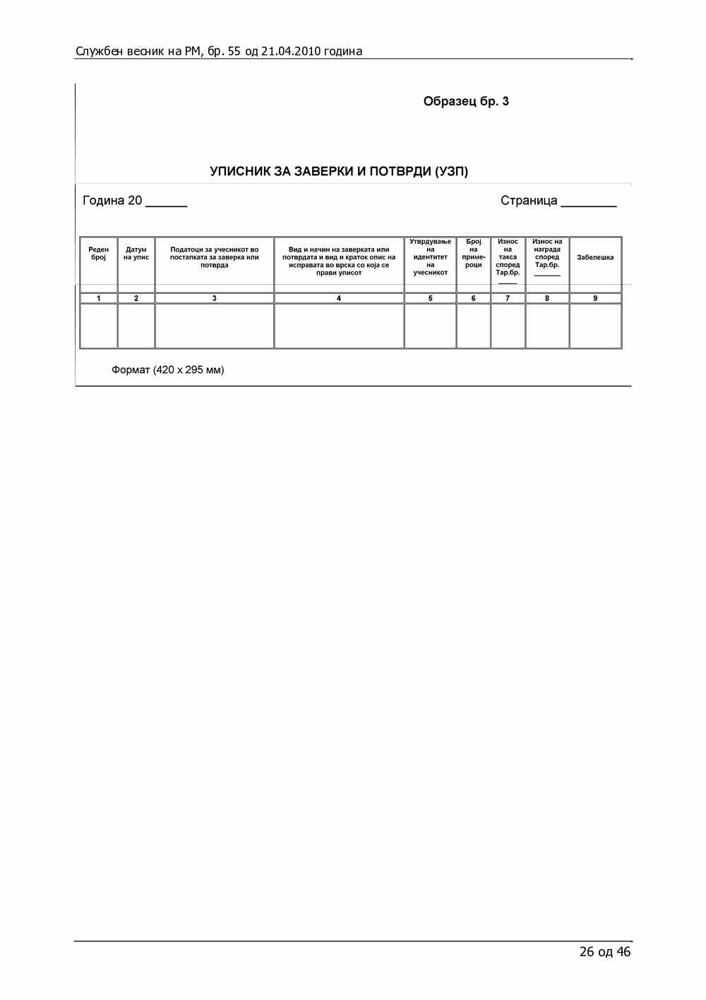 Службен весник на РМ, бр. 55 од 21.04.2010 година
Образец бр. 3
УПИСНИК ЗА ЗАВЕРКИ И ПОТВРДИ (УЗП)
Година 20 ______ Страница ________
Реден
број
Датум
на упис
Податоци за учесникот во
постапката за заверка или
потврда
Вид и начин на заверката или
потврдата и вид и краток опис на
исправата во врска со која се
прави уписот
Утврдување
на
идентитет
на
учесникот
Број
на
приме-
роци
Износ
на
такса
според
Тар.бр.
_____
Износ на
награда
според
Тар.бр.
_______
Забелешка
1 2 3 4 5 6 7 8 9
Формат (420 x 295 мм)
26 од 46